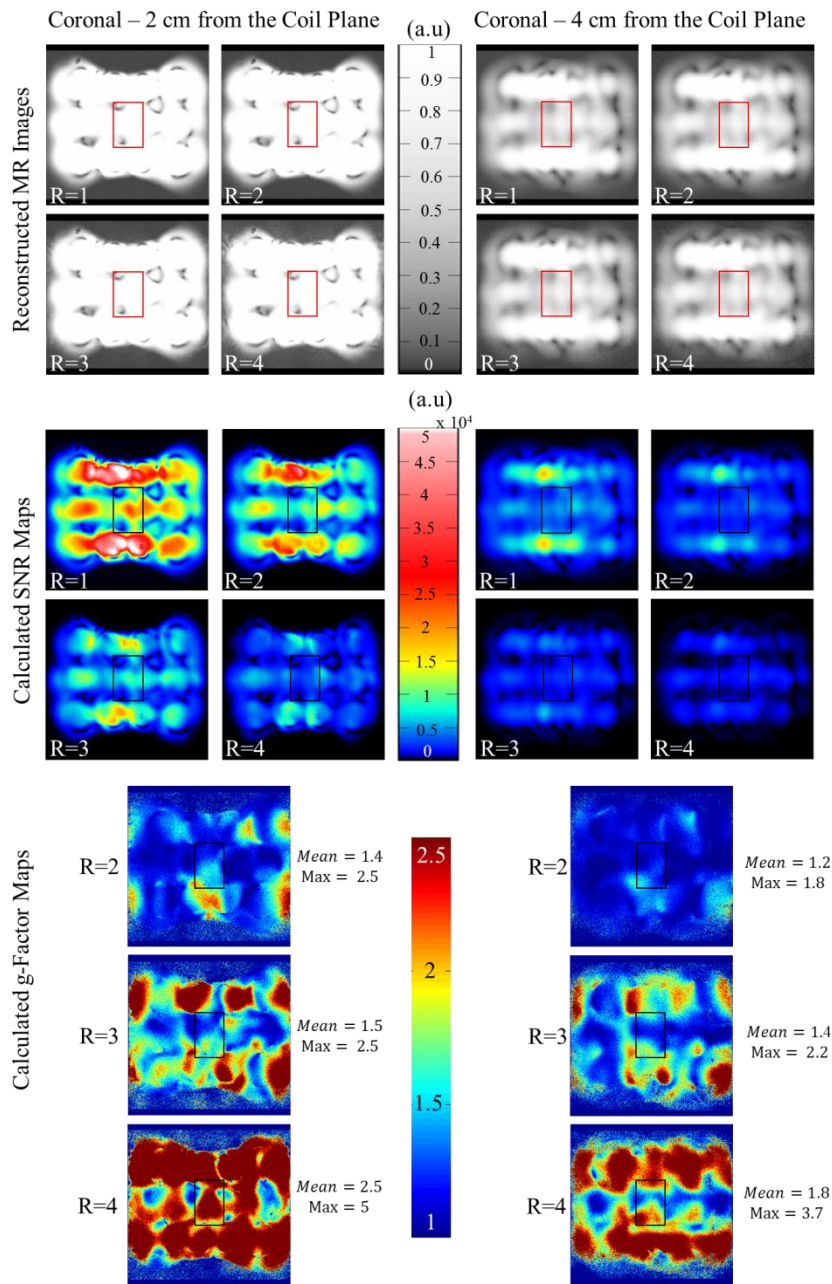 Coronal – 2 cm from the Coil Plane
(a.u)
Coronal – 4 cm from the Coil Plane
Reconstructed MR Images
R=1
R=2
R=3
R=4
1
0.9
0.8
0.7
0.6
0.5
0.4
0.3
0.2
0.1
0
R=1
R=2
R=3
R=4
Calculated SNR Maps
(a.u)
x 10⁴
R=1
R=2
R=3
R=4
5
4.5
4
3.5
3
2.5
2
1.5
1
0.5
0
R=1
R=2
R=3
R=4
Calculated g-Factor Maps
R=2
Mean = 1.4
Max = 2.5
R=3
Mean = 1.5
Max = 2.5
R=4
Mean = 2.5
Max = 5
2.5
2
1.5
1
R=2
Mean = 1.2
Max = 1.8
R=3
Mean = 1.4
Max = 2.2
R=4
Mean = 1.8
Max = 3.7